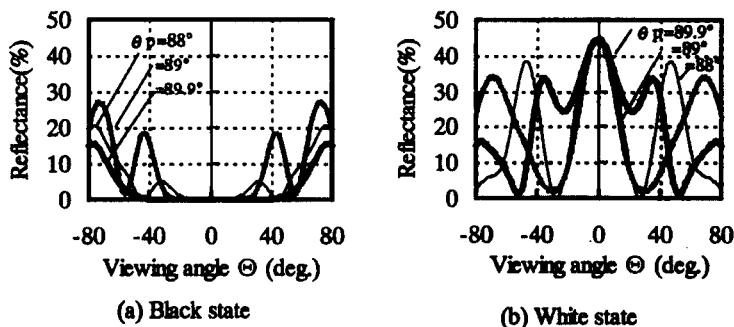 Reflectance(%)
50
40
30
20
10
0
θ p=88°
=89°
=89.9°
-80 -40 0 40 80
Viewing angle Θ (deg.)
(a) Black state
Reflectance(%)
50
40
30
20
10
0
θ p=89.9°
=89°
=88°
-80 -40 0 40 80
Viewing angle Θ (deg.)
(b) White state